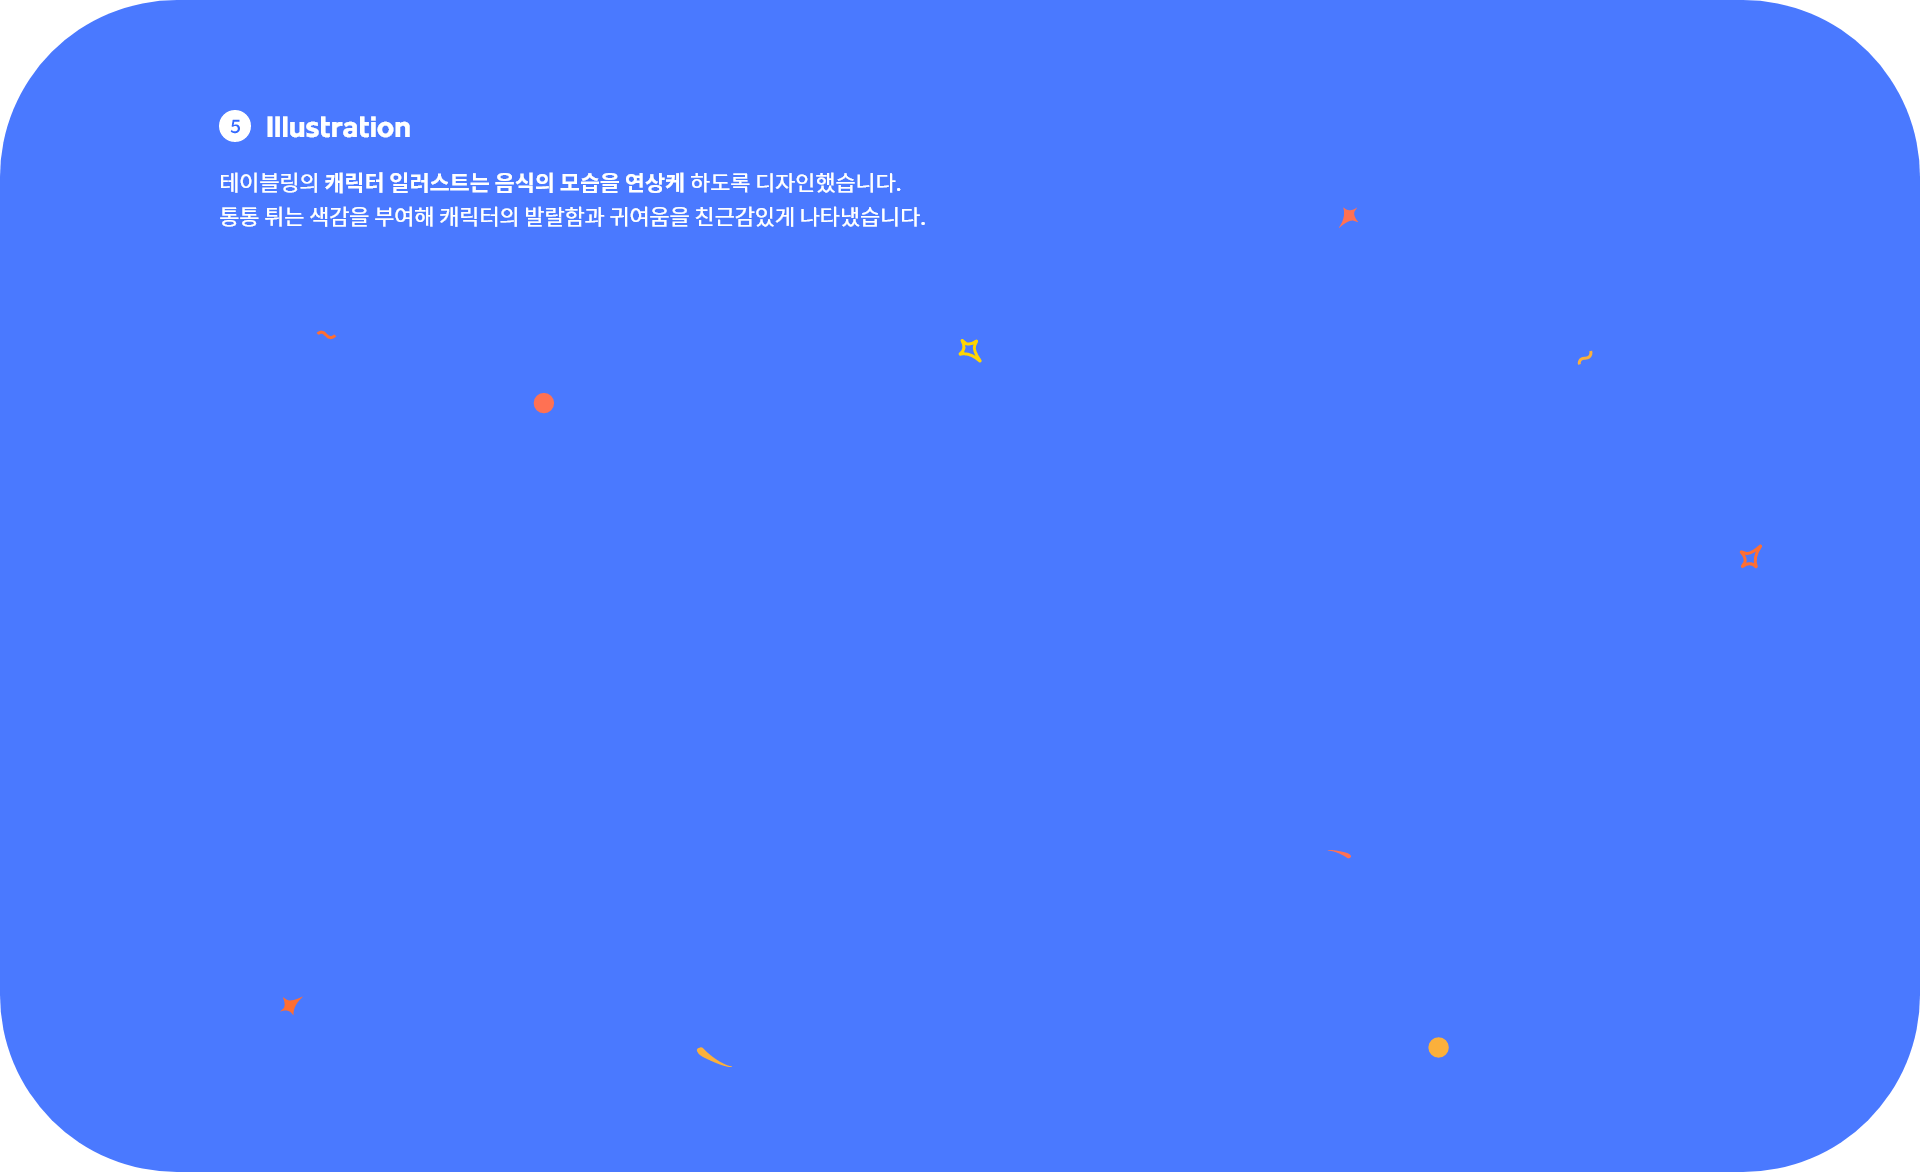 5 Illustration
테이블링의 캐릭터 일러스트는 음식의 모습을 연상케 하도록 디자인했습니다.
통통 튀는 색감을 부여해 캐릭터의 발랄함과 귀여움을 친근감있게 나타냈습니다.